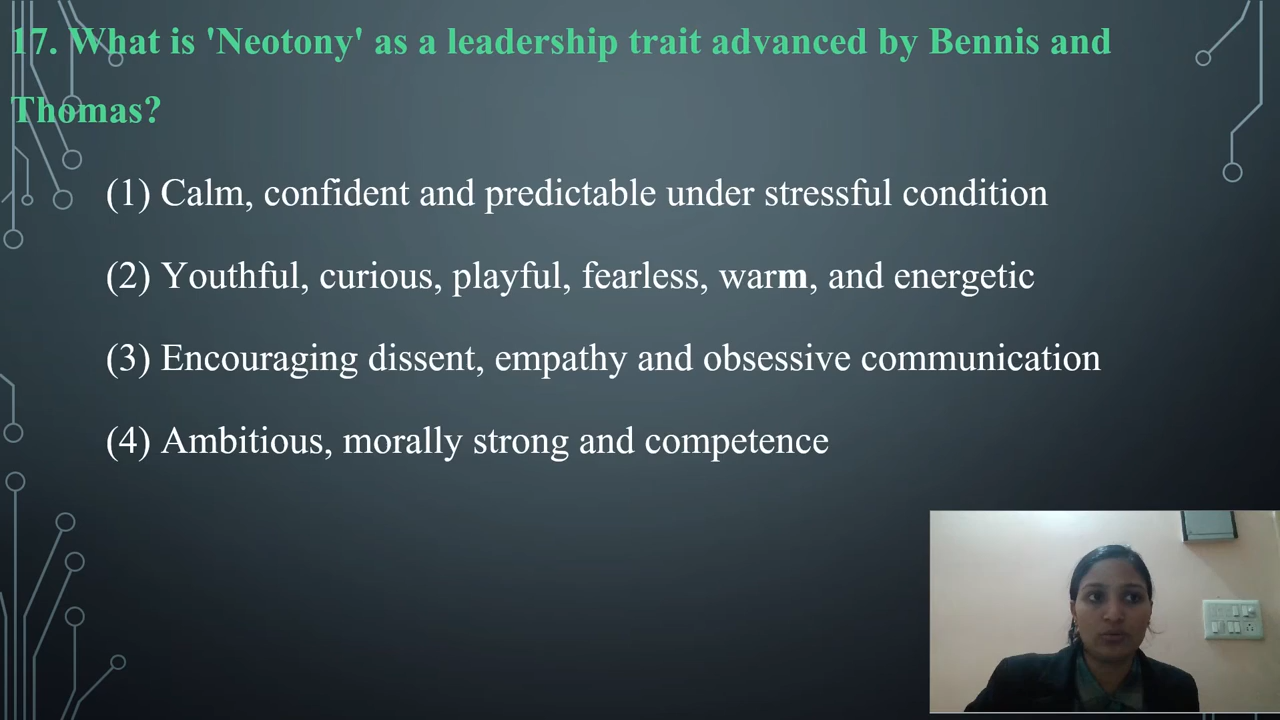 17. What is 'Neotony' as a leadership trait advanced by Bennis and
Thomas?
(1) Calm, confident and predictable under stressful condition
(2) Youthful, curious, playful, fearless, warm, and energetic
(3) Encouraging dissent, empathy and obsessive communication
(4) Ambitious, morally strong and competence